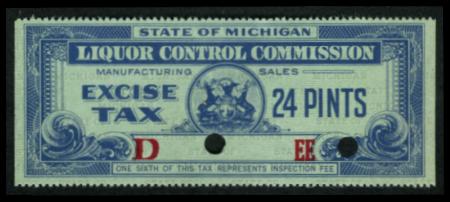 STATE OF MICHIGAN
LIQUOR CONTROL COMMISSION
MANUFACTURING SALES
EXCISE TAX 24 PINTS
D EE
ONE SIXTH OF THIS TAX REPRESENTS INSPECTION FEE